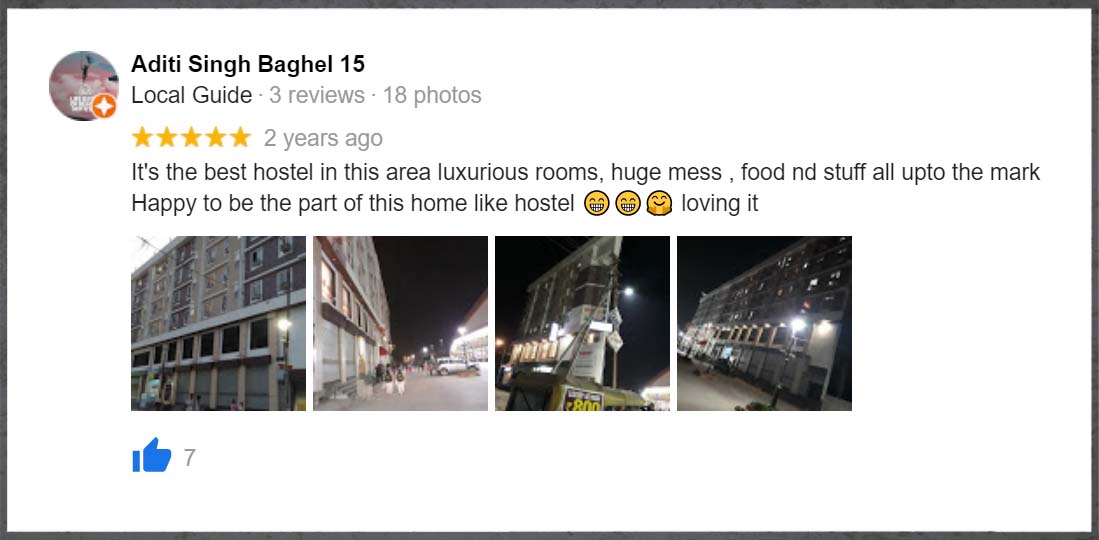 Aditi Singh Baghel 15
Local Guide · 3 reviews · 18 photos
2 years ago
It's the best hostel in this area luxurious rooms, huge mess , food nd stuff all upto the mark
Happy to be the part of this home like hostel 😁😁🤗 loving it
800
7